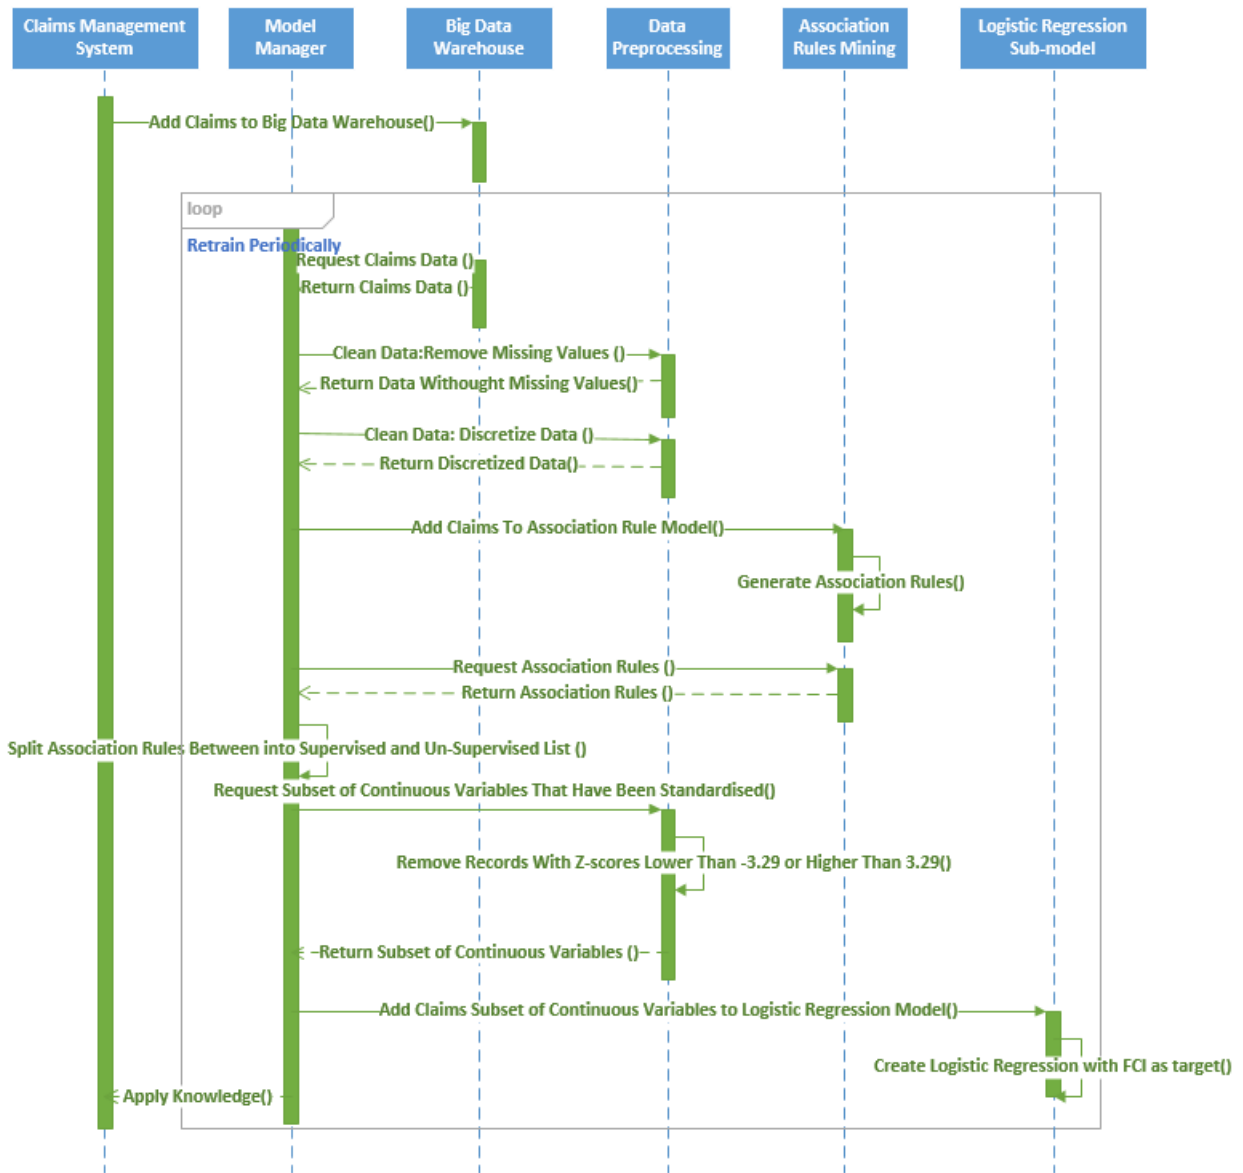 Claims Management
System
Model
Manager
Big Data
Warehouse
Data
Preprocessing
Association
Rules Mining
Logistic Regression
Sub-model
Add Claims to Big Data Warehouse()
loop
Retrain Periodically
Request Claims Data ()
Return Claims Data ()
Clean Data:Remove Missing Values ()
Return Data Withought Missing Values()
Clean Data: Discretize Data ()
Return Discretized Data()
Add Claims To Association Rule Model()
Generate Association Rules()
Request Association Rules ()
Return Association Rules ()
Split Association Rules Between into Supervised and Un-Supervised List ()
Request Subset of Continuous Variables That Have Been Standardised()
Remove Records With Z-scores Lower Than -3.29 or Higher Than 3.29()
Return Subset of Continuous Variables ()
Add Claims Subset of Continuous Variables to Logistic Regression Model()
Create Logistic Regression with FCI as target()
Apply Knowledge()